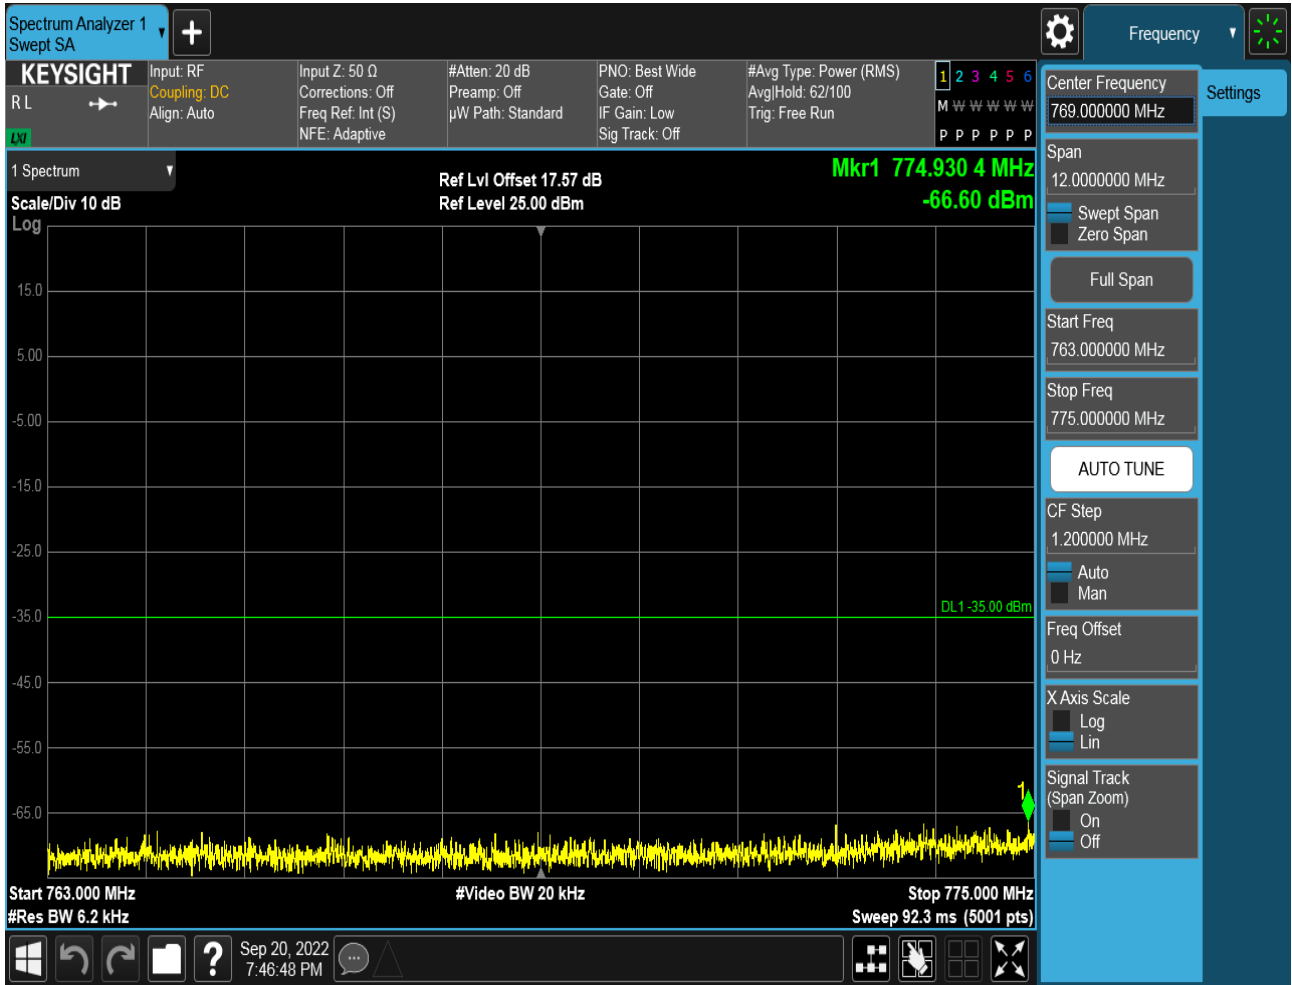 Spectrum Analyzer 1
Swept SA
Frequency
KEYSIGHT
R L
LXI
Input: RF
Coupling: DC
Align: Auto
Input Z: 50 Ω
Corrections: Off
Freq Ref: Int (S)
NFE: Adaptive
#Atten: 20 dB
Preamp: Off
µW Path: Standard
PNO: Best Wide
Gate: Off
IF Gain: Low
Sig Track: Off
#Avg Type: Power (RMS)
Avg|Hold: 62/100
Trig: Free Run
1 2 3 4 5 6
M W W W W W
P P P P P P
1 Spectrum
Scale/Div 10 dB
Log
Ref Lvl Offset 17.57 dB
Ref Level 25.00 dBm
Mkr1 774.930 4 MHz
-66.60 dBm
15.0
5.00
-5.00
-15.0
-25.0
-35.0
-45.0
-55.0
-65.0
DL1 -35.00 dBm
1
Start 763.000 MHz
#Res BW 6.2 kHz
#Video BW 20 kHz
Stop 775.000 MHz
Sweep 92.3 ms (5001 pts)
Center Frequency
769.000000 MHz
Span
12.0000000 MHz
Swept Span
Zero Span
Full Span
Start Freq
763.000000 MHz
Stop Freq
775.000000 MHz
AUTO TUNE
CF Step
1.200000 MHz
Auto
Man
Freq Offset
0 Hz
X Axis Scale
Log
Lin
Signal Track
(Span Zoom)
On
Off
Settings
?
Sep 20, 2022
7:46:48 PM